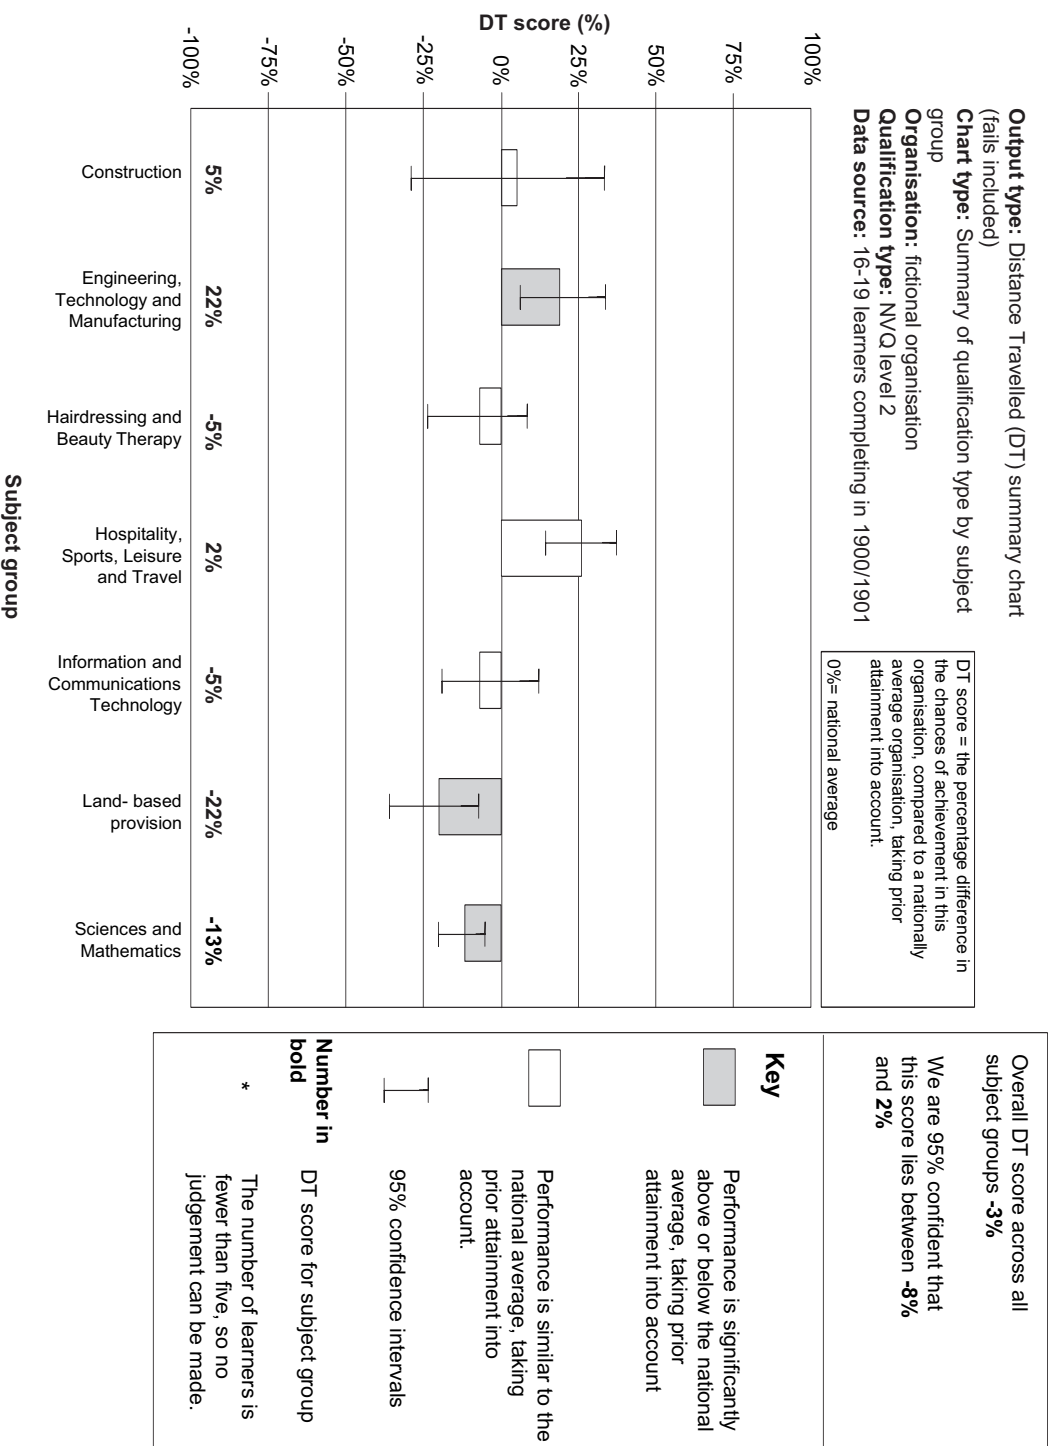 Output type: Distance Travelled (DT) summary chart
(fails included)
Chart type: Summary of qualification type by subject
group
Organisation: fictional organisation
Qualification type: NVQ level 2
Data source: 16-19 learners completing in 1900/1901
DT score = the percentage difference in
the chances of achievement in this
organisation, compared to a nationally
average organisation, taking prior
attainment into account.
0%= national average
Overall DT score across all
subject groups -3%
We are 95% confident that
this score lies between -8%
and 2%
Key
Performance is significantly
above or below the national
average, taking prior
attainment into account
Performance is similar to the
national average, taking
prior attainment into
account.
95% confidence intervals
Number in
bold
DT score for subject group
*
The number of learners is
fewer than five, so no
judgement can be made.
DT score (%)
100%
75%
50%
25%
0%
-25%
-50%
-75%
-100%
5%
22%
-5%
2%
-5%
-22%
-13%
Construction
Engineering,
Technology and
Manufacturing
Hairdressing and
Beauty Therapy
Hospitality,
Sports, Leisure
and Travel
Information and
Communications
Technology
Land- based
provision
Sciences and
Mathematics
Subject group